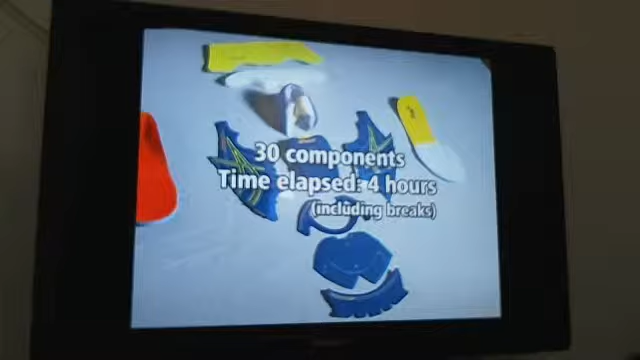 30 components
Time elapsed: 4 hours
(including breaks)